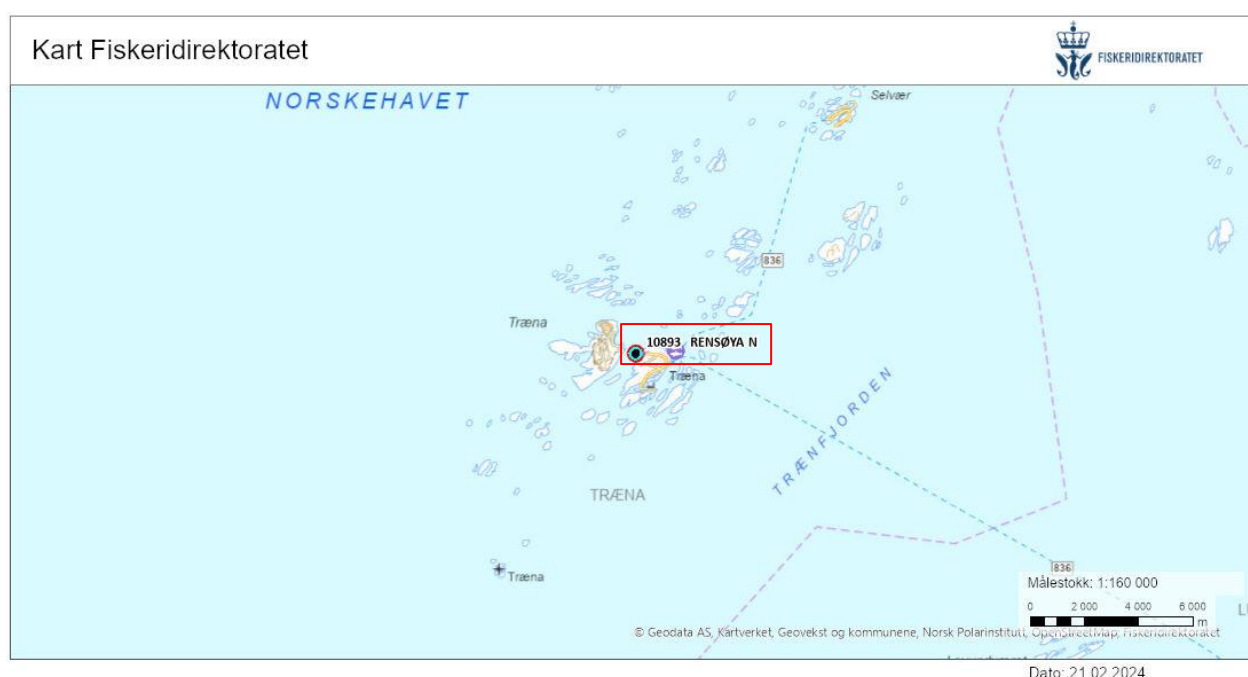 Kart Fiskeridirektoratet
FISKERIDIREKTORATET
NORSKEHAVET
Selvær
836
Træna
10893 RENSØYA N
Træna
TRÆNFJORDEN
TRÆNA
Træna
836
Målestokk: 1:160 000
0 2 000 4 000 6 000
m
© Geodata AS, Kartverket, Geovekst og kommunene, Norsk Polarinstitutt, OpenStreetMap, Fiskeridirektoratet
Dato: 21.02.2024